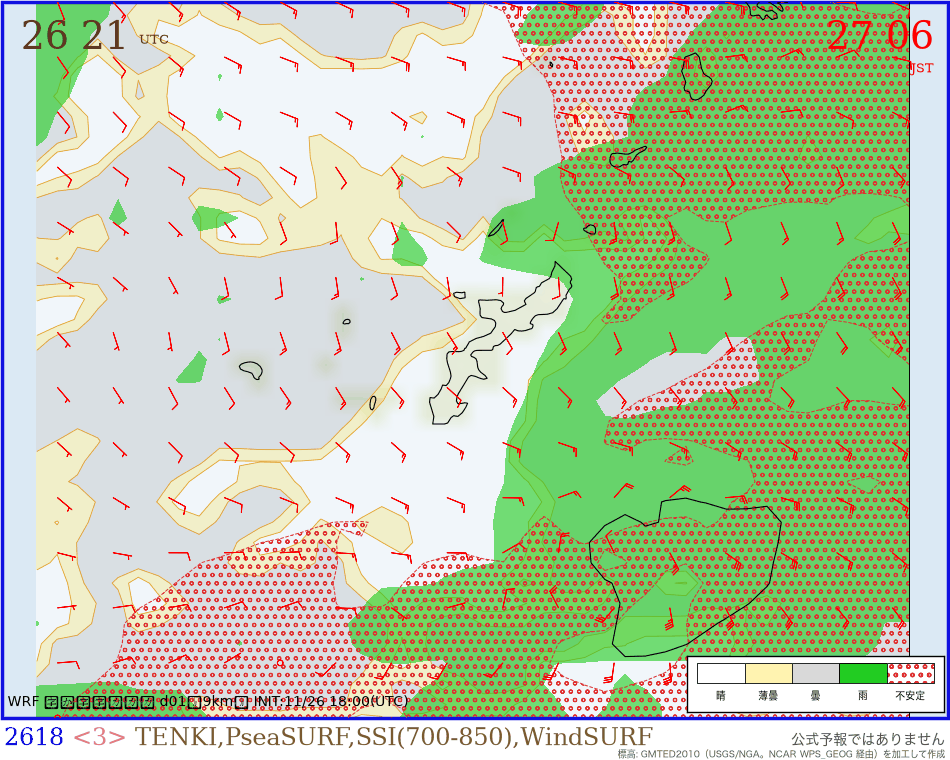 26 21 UTC
27 06
JST
晴 薄曇 曇 雨 不安定
WRF d01 9km INIT:11/26 18:00(UTC)
2618 <3> TENKI,PseaSURF,SSI(700-850),WindSURF
公式予報ではありません
標高: GMTED2010（USGS/NGA。NCAR WPS_GEOG 経由）を加工して作成